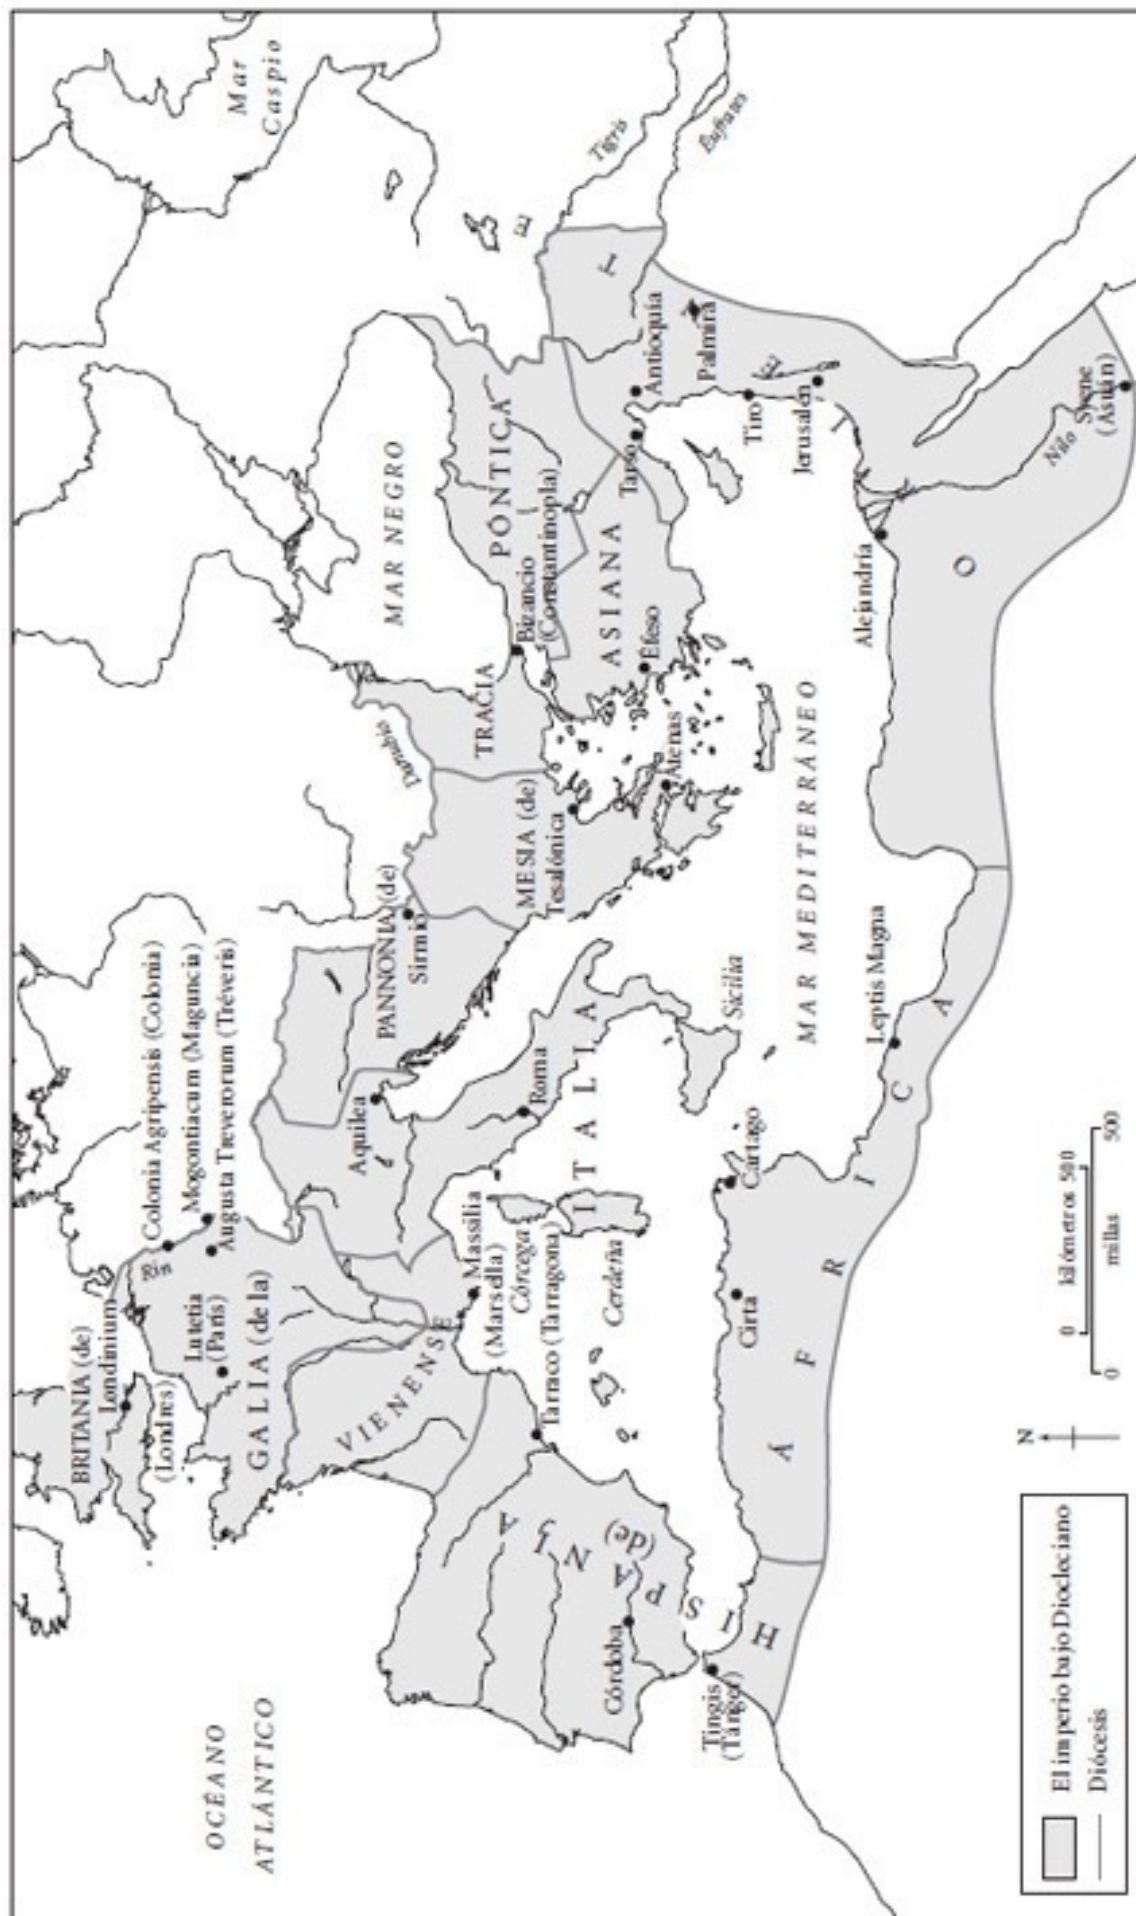 OCÉANO
ATLÁNTICO
BRITANIA (de)
Londinium
(Londres)
Colonia Agripensis (Colonia)
Mogontiacum (Maguncia)
Augusta Treverorum (Tréveris)
Rin
Lutetia
(París)
GALIA (de la)
VIENENSE
Massilia
(Marsella)
Córcega
Cerdeña
Tarraco (Tarragona)
HISPANIA
(de)
Córdoba
Tingis
(Tánger)
Aquilea
PANNONIA (de)
Sirmio
Roma
ITALIA
Sicilia
Danubio
MESIA (de)
Tesalónica
TRACIA
Atenas
MAR NEGRO
Mar
Caspio
Bizancio
(Constantinopla)
PÓNTICA
ASIANA
Éfeso
Tarso
Antioquía
Palmira
Tiro
Jerusalén
Tigris
Éufrates
ORIENTE
MAR MEDITERRÁNEO
Alejandría
Nilo
Syene
(Asuán)
Leptis Magna
Cartago
Cirta
ÁFRICA
El imperio bajo Diocleciano
Diócesis
N
0 kilómetros 500
0 millas 500